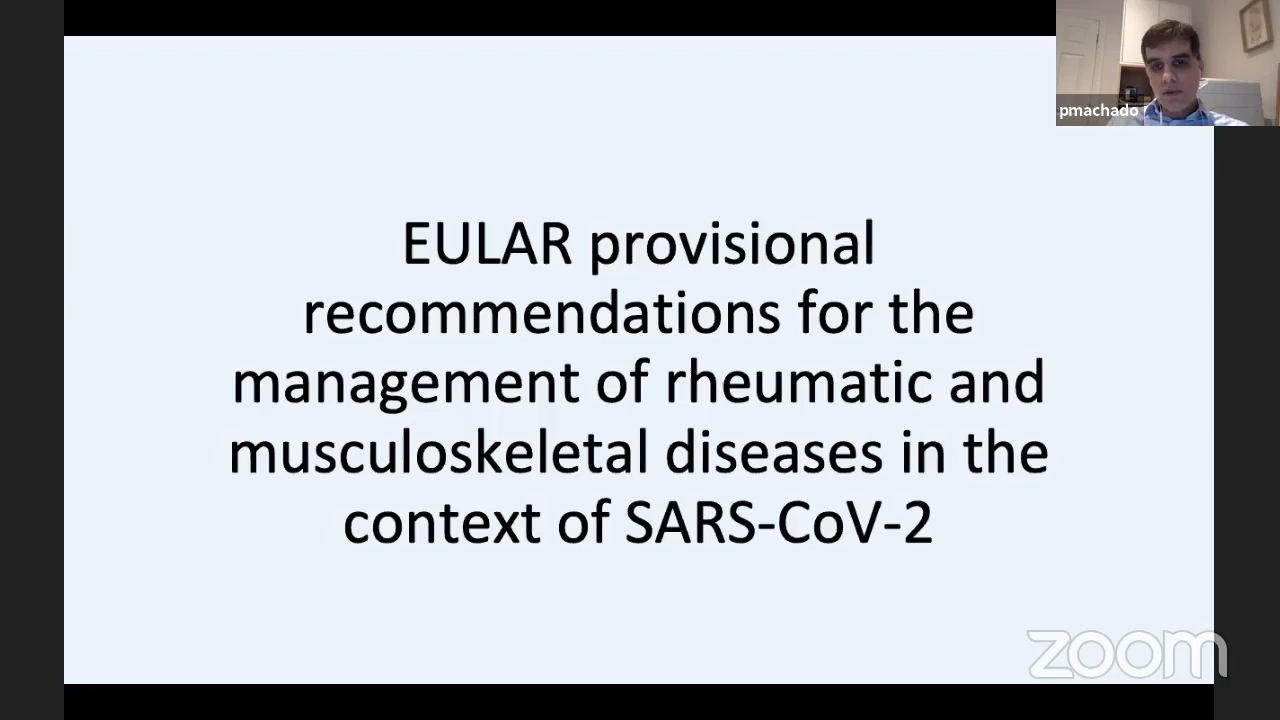 pmachado
EULAR provisional
recommendations for the
management of rheumatic and
musculoskeletal diseases in the
context of SARS-CoV-2
zoom